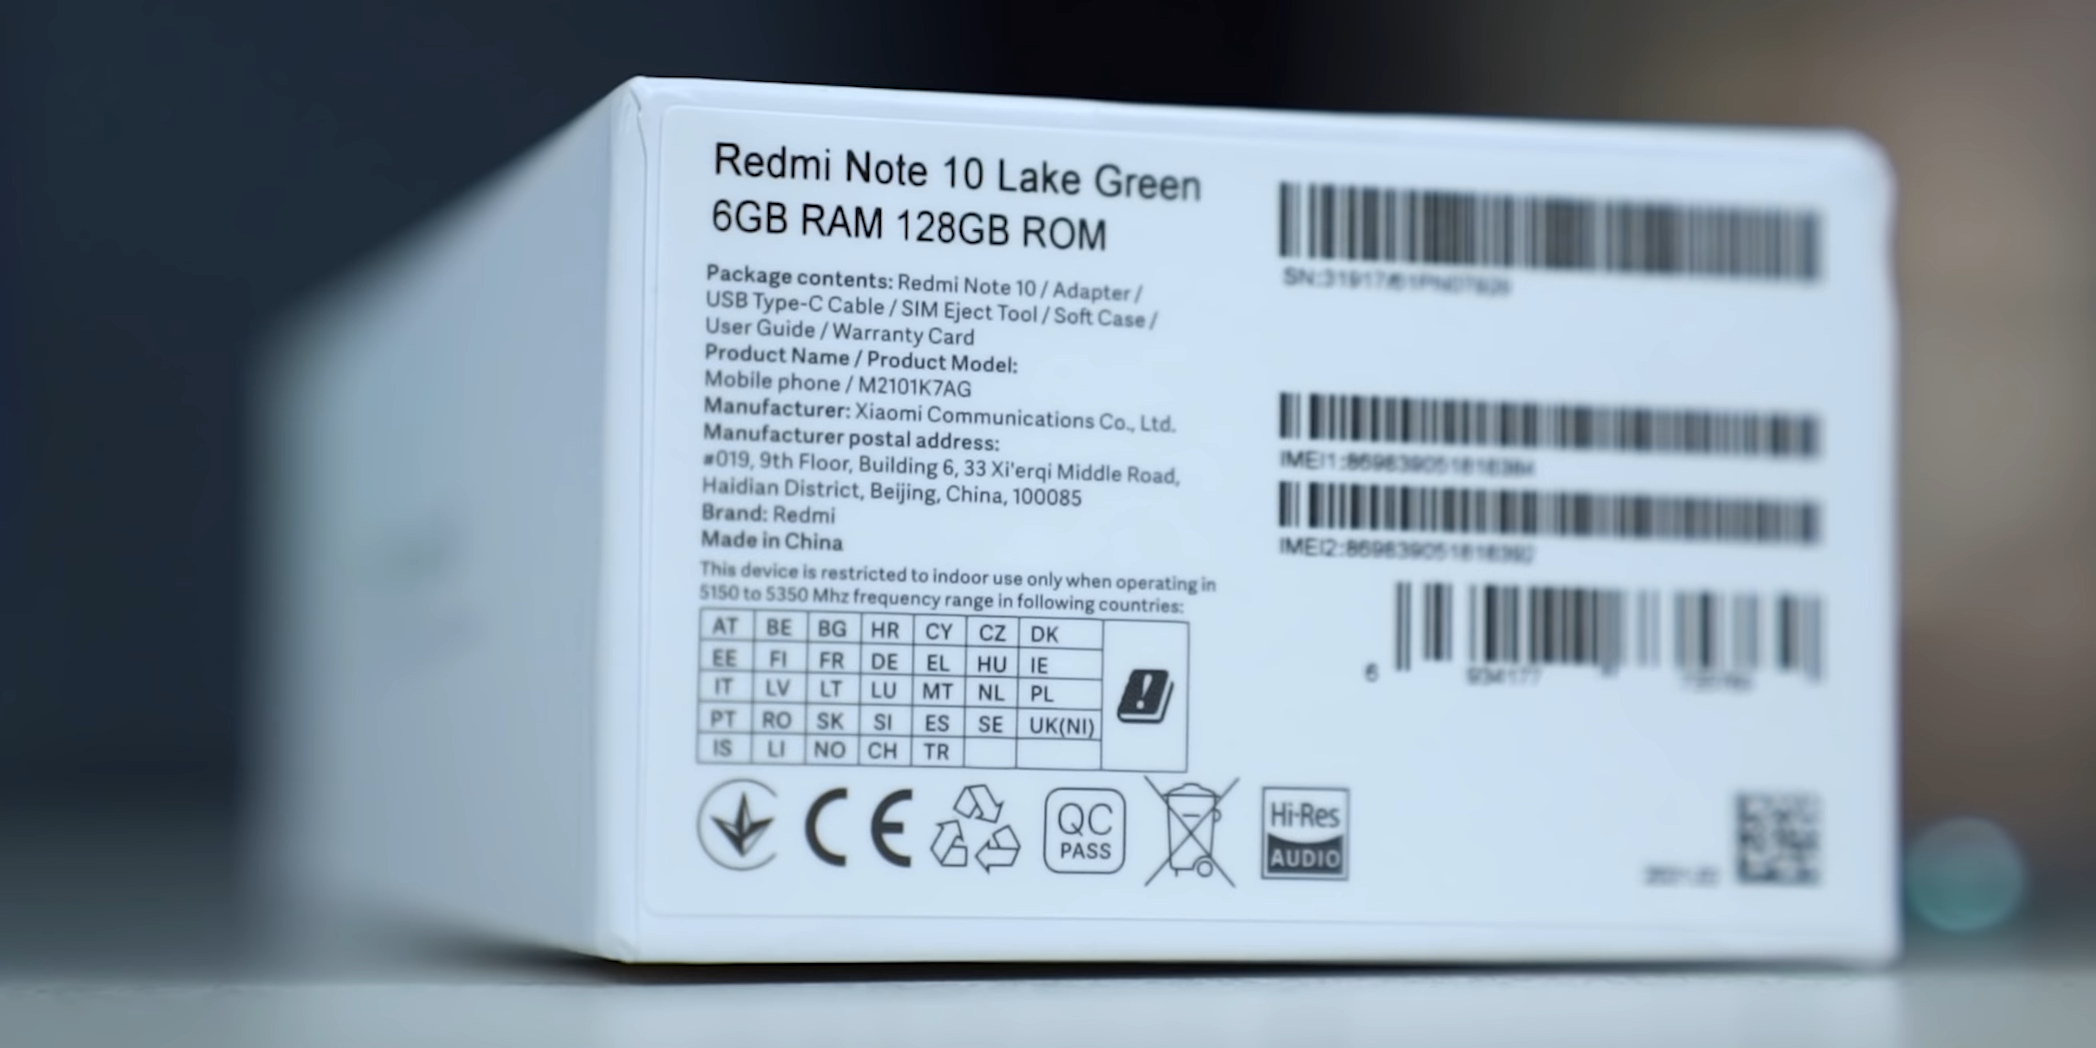 Redmi Note 10 Lake Green
6GB RAM 128GB ROM
Package contents: Redmi Note 10 / Adapter /
USB Type-C Cable / SIM Eject Tool / Soft Case /
User Guide / Warranty Card
Product Name / Product Model:
Mobile phone / M2101K7AG
Manufacturer: Xiaomi Communications Co., Ltd.
Manufacturer postal address:
#019, 9th Floor, Building 6, 33 Xi'erqi Middle Road,
Haidian District, Beijing, China, 100085
Brand: Redmi
Made in China
This device is restricted to indoor use only when operating in
5150 to 5350 Mhz frequency range in following countries:
AT BE BG HR CY CZ DK
EE FI FR DE EL HU IE
IT LV LT LU MT NL PL
PT RO SK SI ES SE UK(NI)
IS LI NO CH TR
CE
QC
PASS
Hi-Res
AUDIO
6 934177